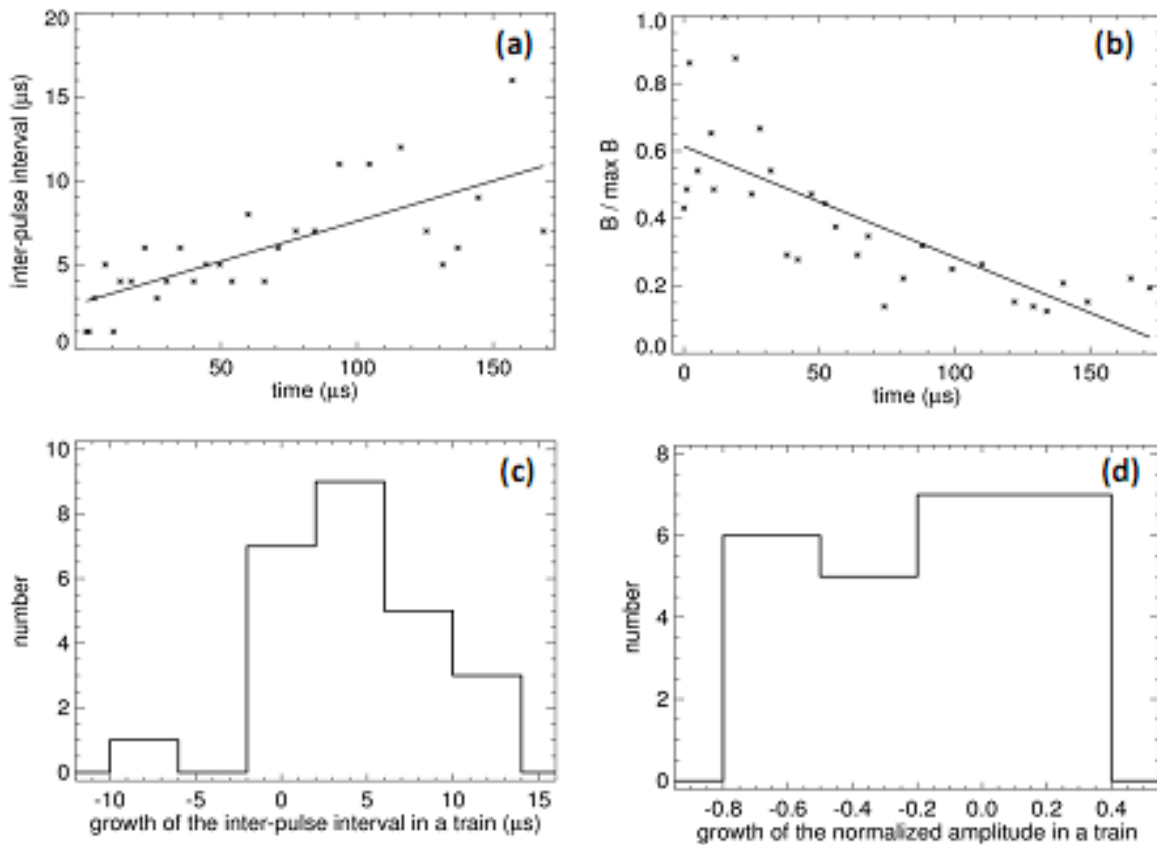 (a)
20
15
10
5
0
inter-pulse interval (μs)
50 100 150
time (μs)
(b)
1.0
0.8
0.6
0.4
0.2
0.0
B / max B
0 50 100 150
time (μs)
(c)
10
8
6
4
2
0
number
-10 -5 0 5 10 15
growth of the inter-pulse interval in a train (μs)
(d)
8
6
4
2
0
number
-0.8 -0.6 -0.4 -0.2 0.0 0.2 0.4
growth of the normalized amplitude in a train